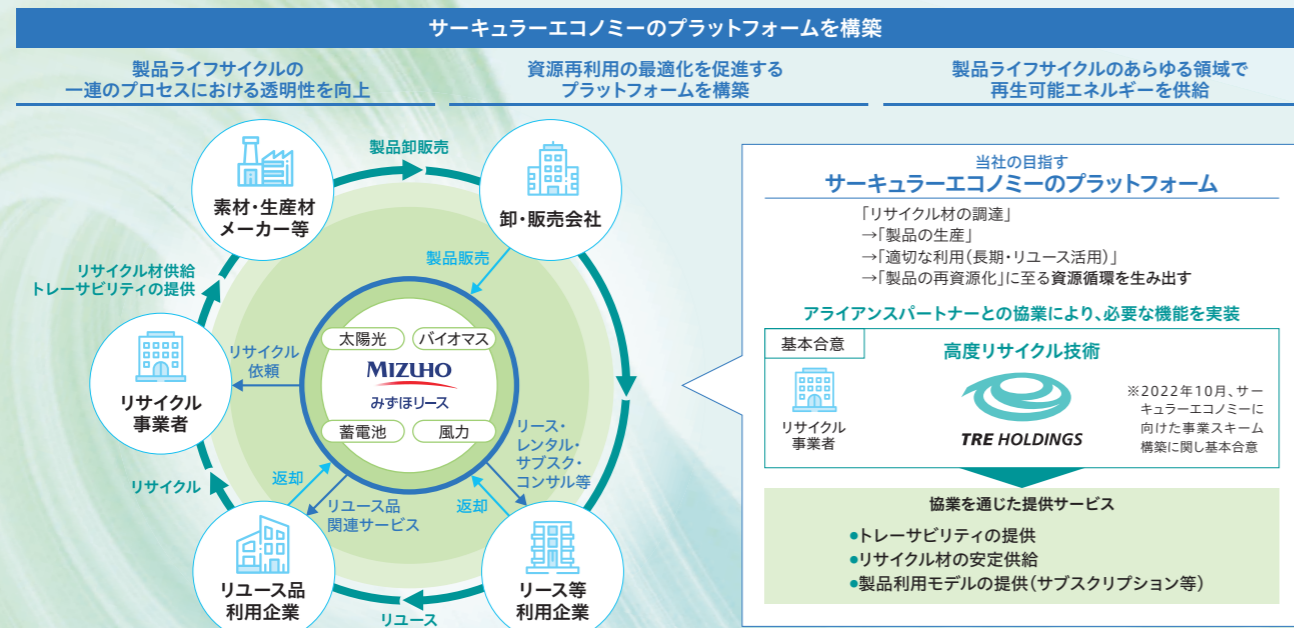 サーキュラーエコノミーのプラットフォームを構築
製品ライフサイクルの
一連のプロセスにおける透明性を向上
資源再利用の最適化を促進する
プラットフォームを構築
製品ライフサイクルのあらゆる領域で
再生可能エネルギーを供給
製品卸販売
素材・生産材
メーカー等
卸・販売会社
製品販売
リサイクル材供給
トレーサビリティの提供
太陽光
バイオマス
MIZUHO
みずほリース
蓄電池
風力
リサイクル
依頼
リサイクル
事業者
リース・
レンタル・
サブスク・
コンサル等
リサイクル
返却
リユース品
関連サービス
返却
リユース品
利用企業
リース等
利用企業
リユース
当社の目指す
サーキュラーエコノミーのプラットフォーム
「リサイクル材の調達」
→「製品の生産」
→「適切な利用(長期・リユース活用)」
→「製品の再資源化」に至る資源循環を生み出す
アライアンスパートナーとの協業により、必要な機能を実装
基本合意
高度リサイクル技術
リサイクル
事業者
TRE HOLDINGS
※2022年10月、サー
キュラーエコノミーに
向けた事業スキーム
構築に関し基本合意
協業を通じた提供サービス
●トレーサビリティの提供
●リサイクル材の安定供給
●製品利用モデルの提供(サブスクリプション等)